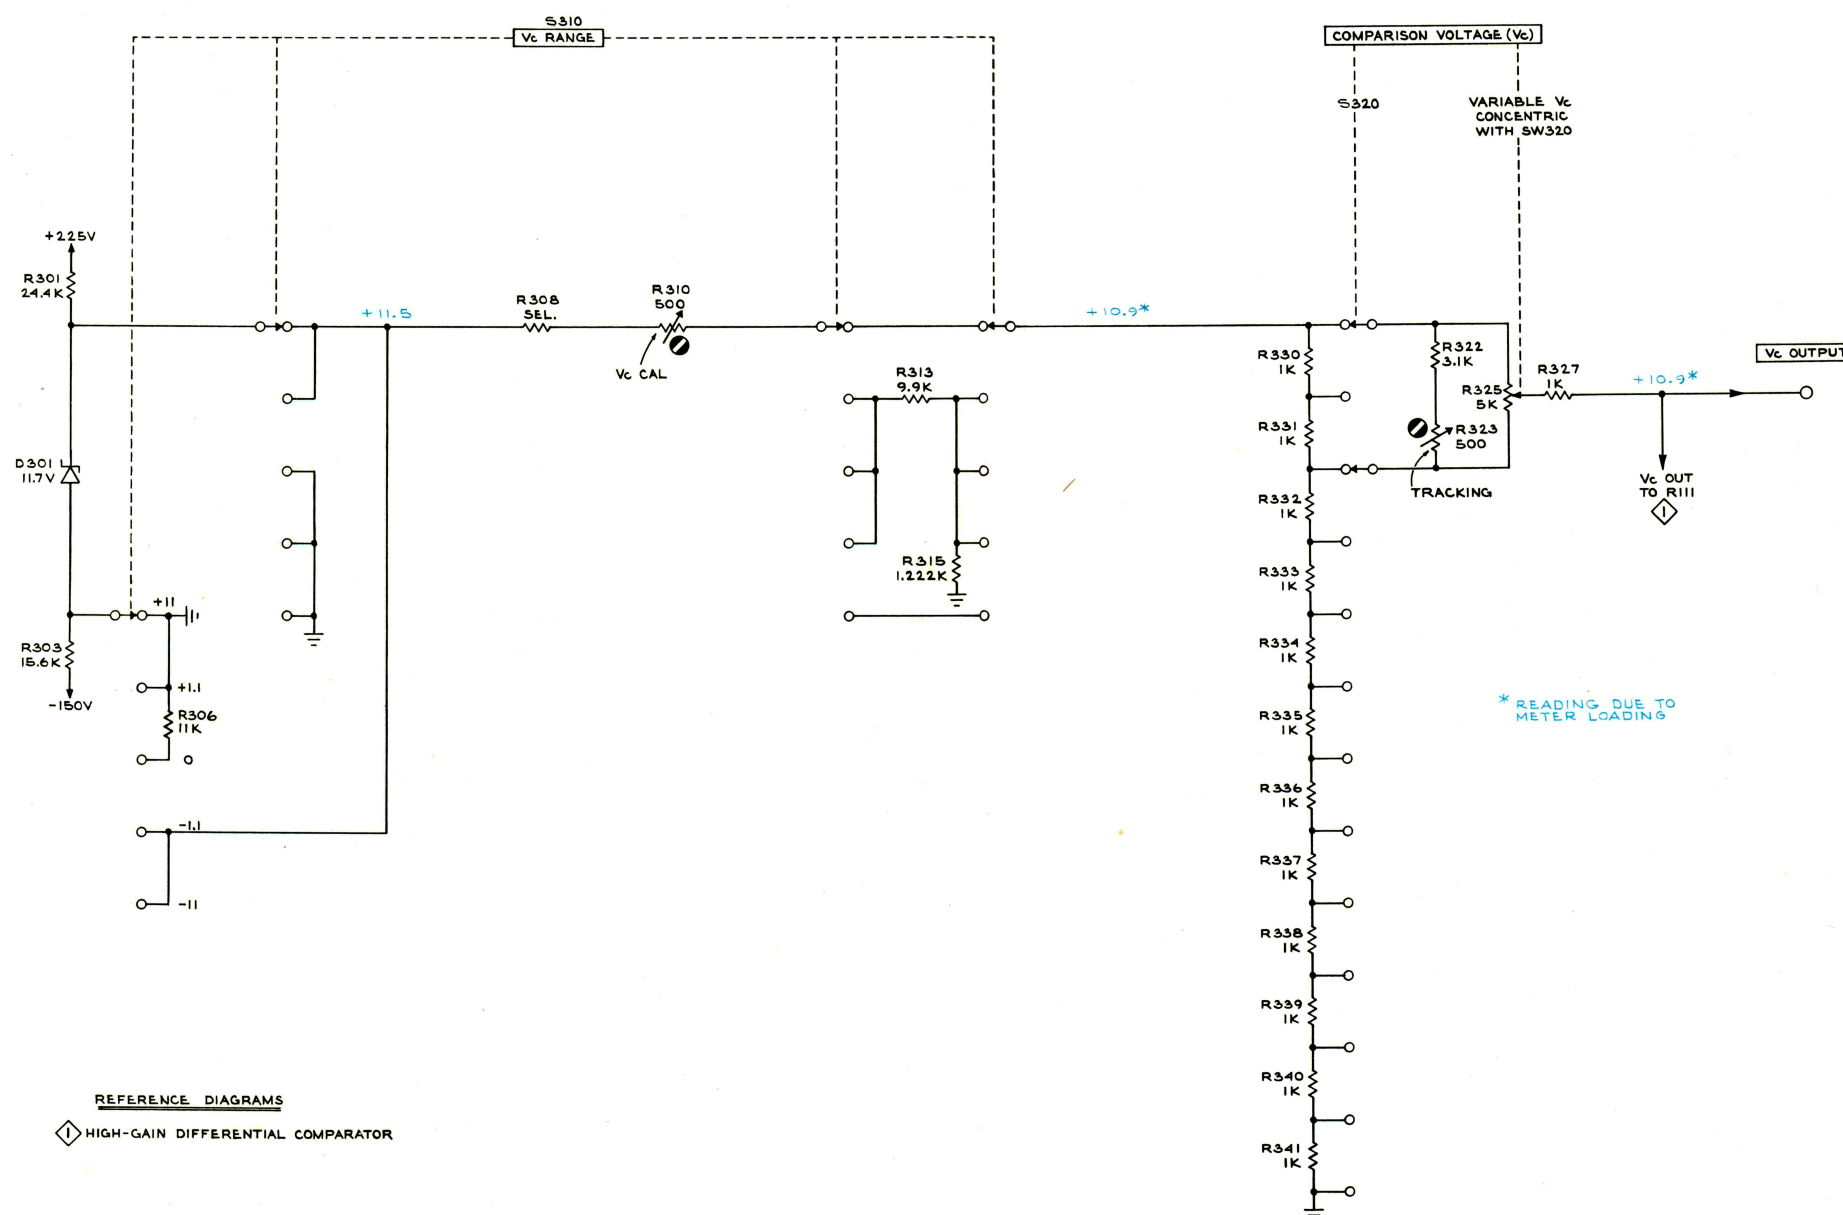 S310
Vc RANGE
COMPARISON VOLTAGE (Vc)
S320
VARIABLE Vc
CONCENTRIC
WITH SW320
+225V
R301
24.4K
+11.5
R308
SEL.
R310
500
Vc CAL
+10.9*
R330
1K
R322
3.1K
R325
5K
R327
1K
+10.9*
Vc OUTPUT
R313
9.9K
R331
1K
R323
500
TRACKING
D301
11.7V
Vc OUT
TO R111
1
R332
1K
R315
1.222K
R333
1K
+11
R303
15.6K
-150V
+1.1
R306
11K
0
-1.1
-11
R334
1K
R335
1K
* READING DUE TO
METER LOADING
R336
1K
R337
1K
R338
1K
R339
1K
R340
1K
R341
1K
REFERENCE DIAGRAMS
1 HIGH-GAIN DIFFERENTIAL COMPARATOR